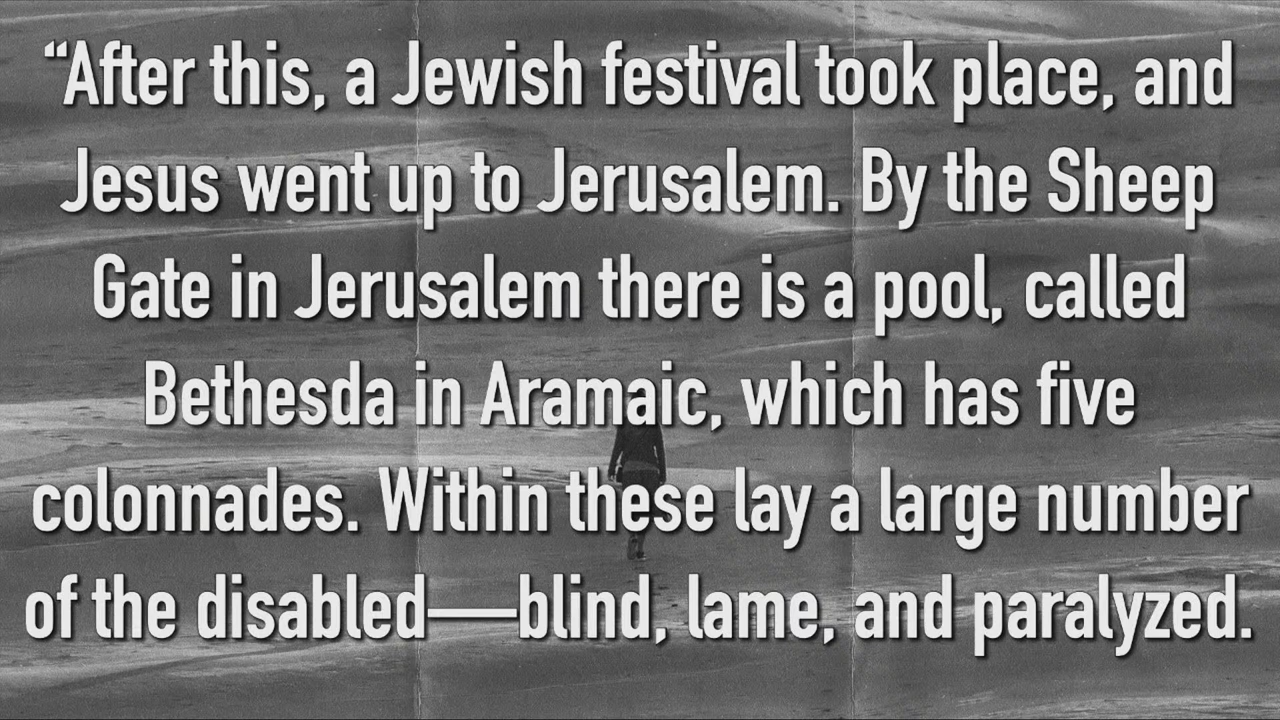 “After this, a Jewish festival took place, and
Jesus went up to Jerusalem. By the Sheep
Gate in Jerusalem there is a pool, called
Bethesda in Aramaic, which has five
colonnades. Within these lay a large number
of the disabled—blind, lame, and paralyzed.